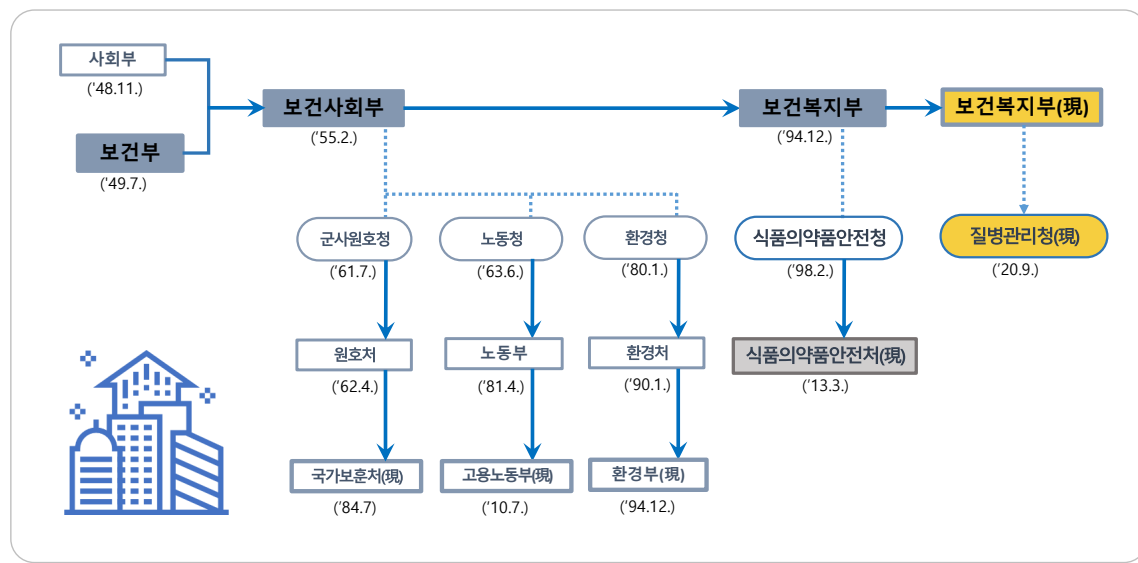 사회부
('48.11.)
보건부
('49.7.)
보건사회부
('55.2.)
보건복지부
('94.12.)
보건복지부(現)
군사원호청
('61.7.)
노동청
('63.6.)
환경청
('80.1.)
식품의약품안전청
('98.2.)
질병관리청(現)
('20.9.)
원호처
('62.4.)
노동부
('81.4.)
환경처
('90.1.)
식품의약품안전처(現)
('13.3.)
국가보훈처(現)
('84.7)
고용노동부(現)
('10.7.)
환경부(現)
('94.12.)